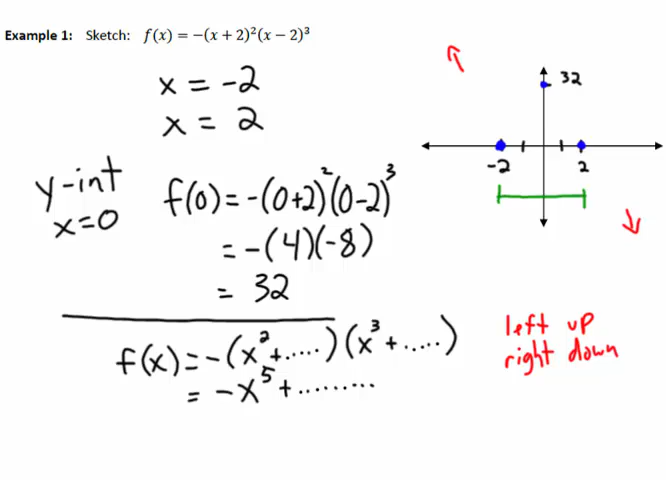 Example 1: Sketch: f(x) = −(x + 2)²(x − 2)³
x = -2
x = 2
y-int
x=0
f(0) = -(0+2)²(0-2)³
= -(4)(-8)
= 32
f(x) = -(x²+.....)(x³+.....)
= -x⁵+.........
32
-2
2
left up
right down